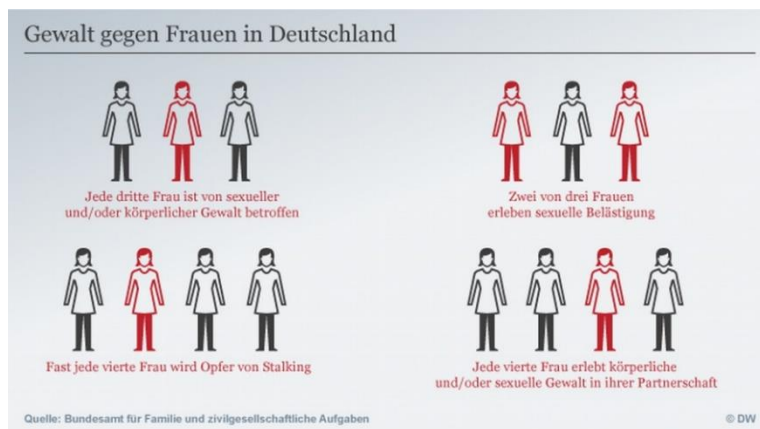 Gewalt gegen Frauen in Deutschland
Jede dritte Frau ist von sexueller
und/oder körperlicher Gewalt betroffen
Zwei von drei Frauen
erleben sexuelle Belästigung
Fast jede vierte Frau wird Opfer von Stalking
Jede vierte Frau erlebt körperliche
und/oder sexuelle Gewalt in ihrer Partnerschaft
Quelle: Bundesamt für Familie und zivilgesellschaftliche Aufgaben
© DW